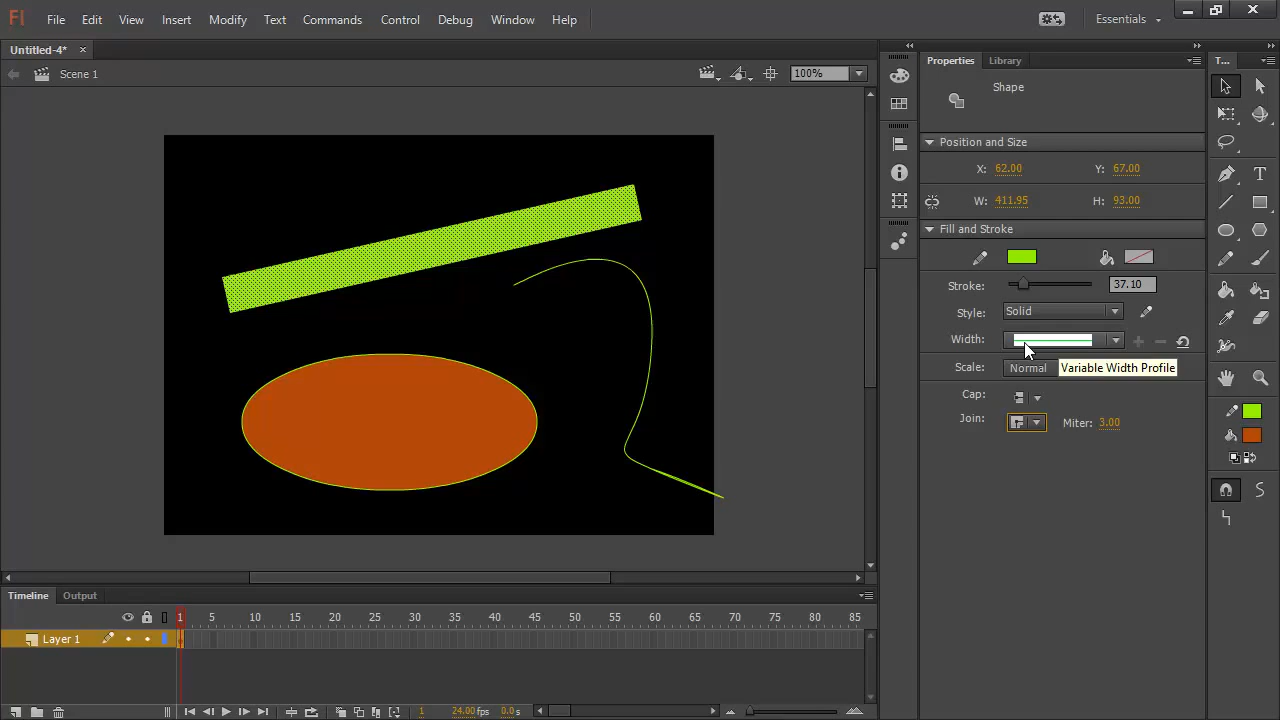 Fl File Edit View Insert Modify Text Commands Control Debug Window Help Essentials
Untitled-4* ×
Scene 1 100%
Properties Library T...
Shape
Position and Size
X: 62.00 Y: 67.00
W: 411.95 H: 93.00
Fill and Stroke
Stroke: 37.10
Style: Solid
Width:
Scale: Normal Variable Width Profile
Cap:
Join: Miter: 3.00
Timeline Output
1 5 10 15 20 25 30 35 40 45 50 55 60 65 70 75 80 85
Layer 1
1 24.00 fps 0.0 s